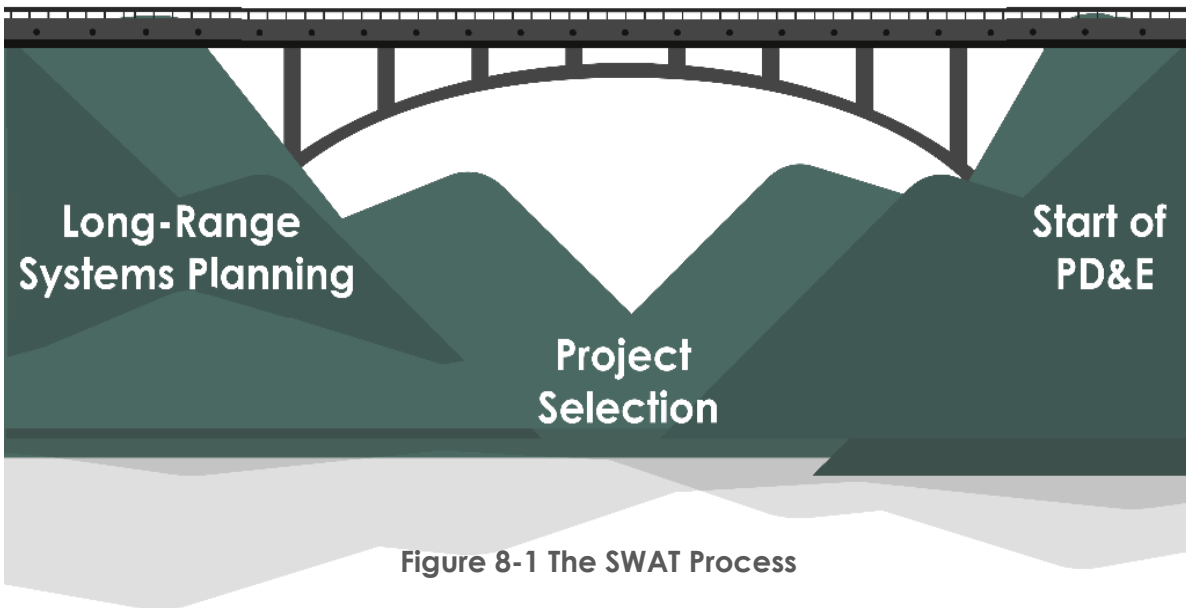 Long-Range
Systems Planning
Project
Selection
Start of
PD&E
Figure 8-1 The SWAT Process